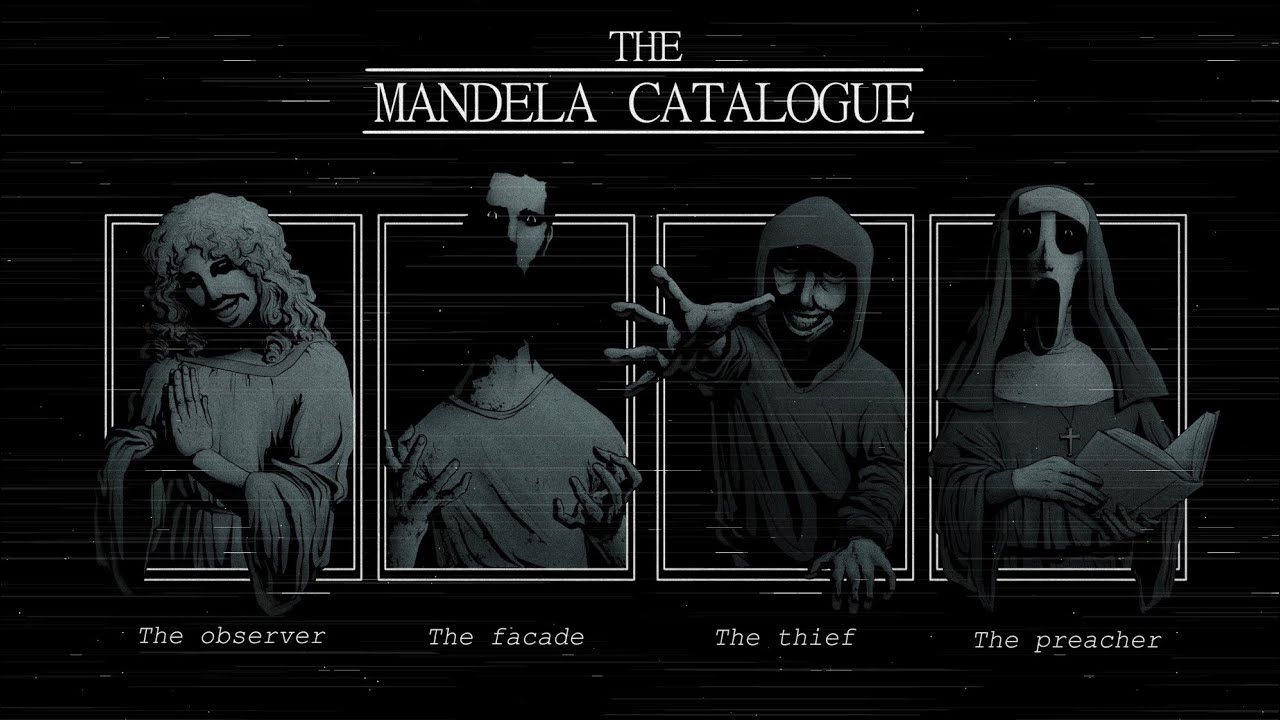 THE
MANDELA CATALOGUE
The observer
The facade
The thief
The preacher